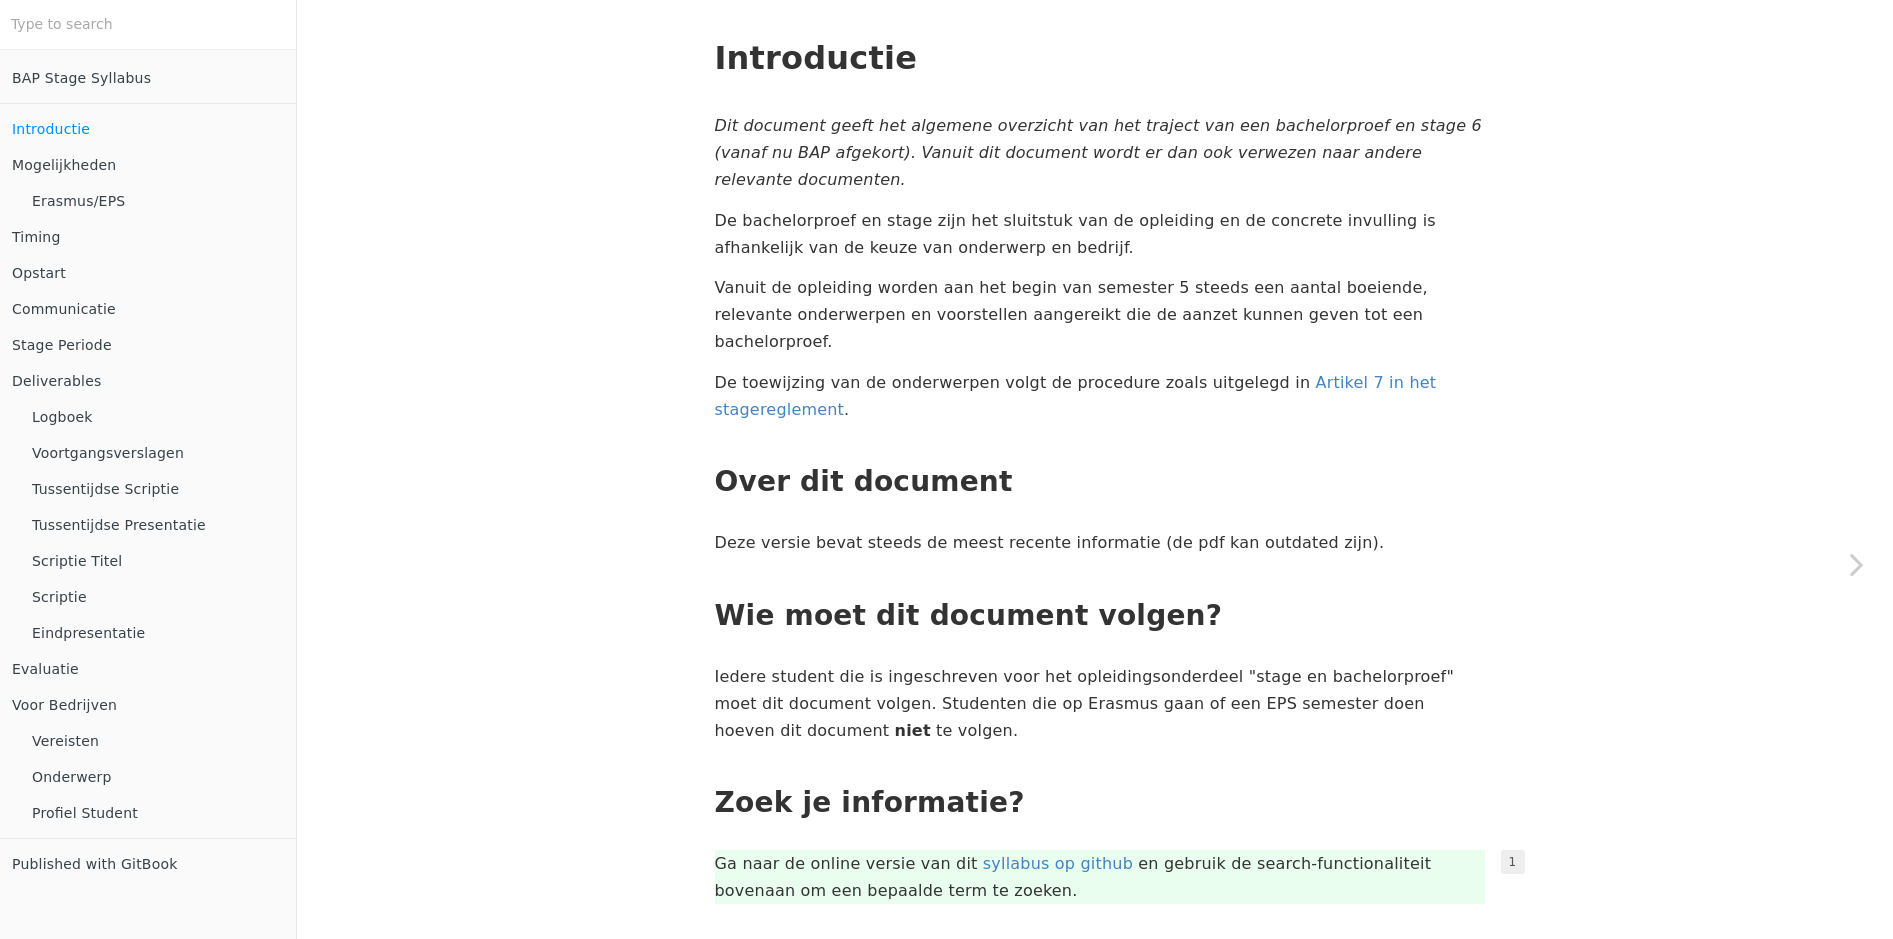 Type to search
BAP Stage Syllabus
Introductie
Mogelijkheden
Erasmus/EPS
Timing
Opstart
Communicatie
Stage Periode
Deliverables
Logboek
Voortgangsverslagen
Tussentijdse Scriptie
Tussentijdse Presentatie
Scriptie Titel
Scriptie
Eindpresentatie
Evaluatie
Voor Bedrijven
Vereisten
Onderwerp
Profiel Student
Published with GitBook
Introductie
Dit document geeft het algemene overzicht van het traject van een bachelorproef en stage 6
(vanaf nu BAP afgekort). Vanuit dit document wordt er dan ook verwezen naar andere
relevante documenten.
De bachelorproef en stage zijn het sluitstuk van de opleiding en de concrete invulling is
afhankelijk van de keuze van onderwerp en bedrijf.
Vanuit de opleiding worden aan het begin van semester 5 steeds een aantal boeiende,
relevante onderwerpen en voorstellen aangereikt die de aanzet kunnen geven tot een
bachelorproef.
De toewijzing van de onderwerpen volgt de procedure zoals uitgelegd in Artikel 7 in het
stagereglement.
Over dit document
Deze versie bevat steeds de meest recente informatie (de pdf kan outdated zijn).
Wie moet dit document volgen?
Iedere student die is ingeschreven voor het opleidingsonderdeel "stage en bachelorproef"
moet dit document volgen. Studenten die op Erasmus gaan of een EPS semester doen
hoeven dit document niet te volgen.
Zoek je informatie?
Ga naar de online versie van dit syllabus op github en gebruik de search-functionaliteit
bovenaan om een bepaalde term te zoeken.
1